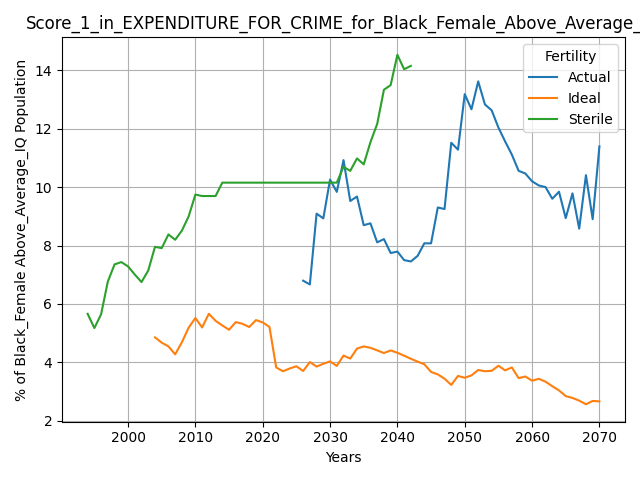 Score_1_in_EXPENDITURE_FOR_CRIME_for_Black_Female_Above_Average_
% of Black_Female Above_Average_IQ Population
14
12
10
8
6
4
2
2000
2010
2020
2030
2040
2050
2060
2070
Years
Fertility
Actual
Ideal
Sterile